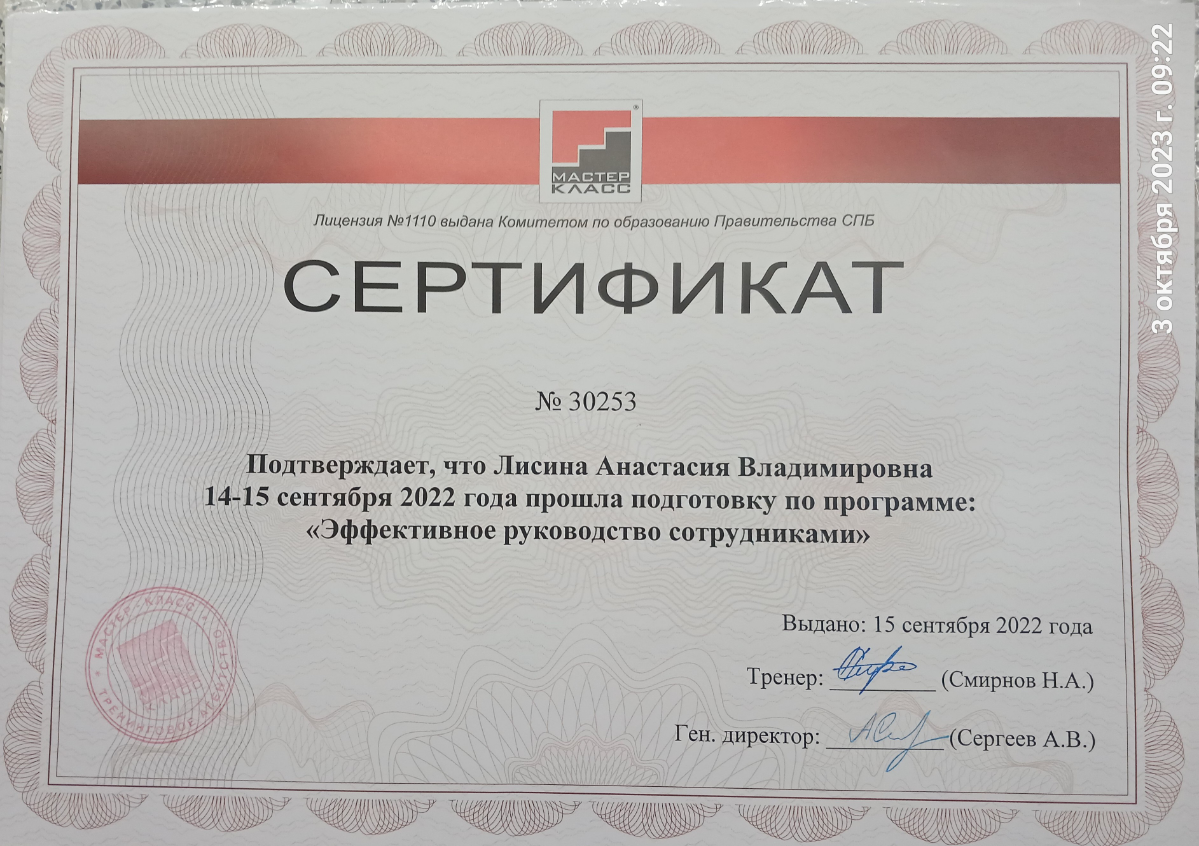 МАСТЕР
КЛАСС
Лицензия №1110 выдана Комитетом по образованию Правительства СПБ
СЕРТИФИКАТ
№ 30253
Подтверждает, что Лисина Анастасия Владимировна
14-15 сентября 2022 года прошла подготовку по программе:
«Эффективное руководство сотрудниками»
Выдано: 15 сентября 2022 года
Тренер: (Смирнов Н.А.)
Ген. директор: (Сергеев А.В.)
МАСТЕР-КЛАСС
3 октября 2023 г. 09:22